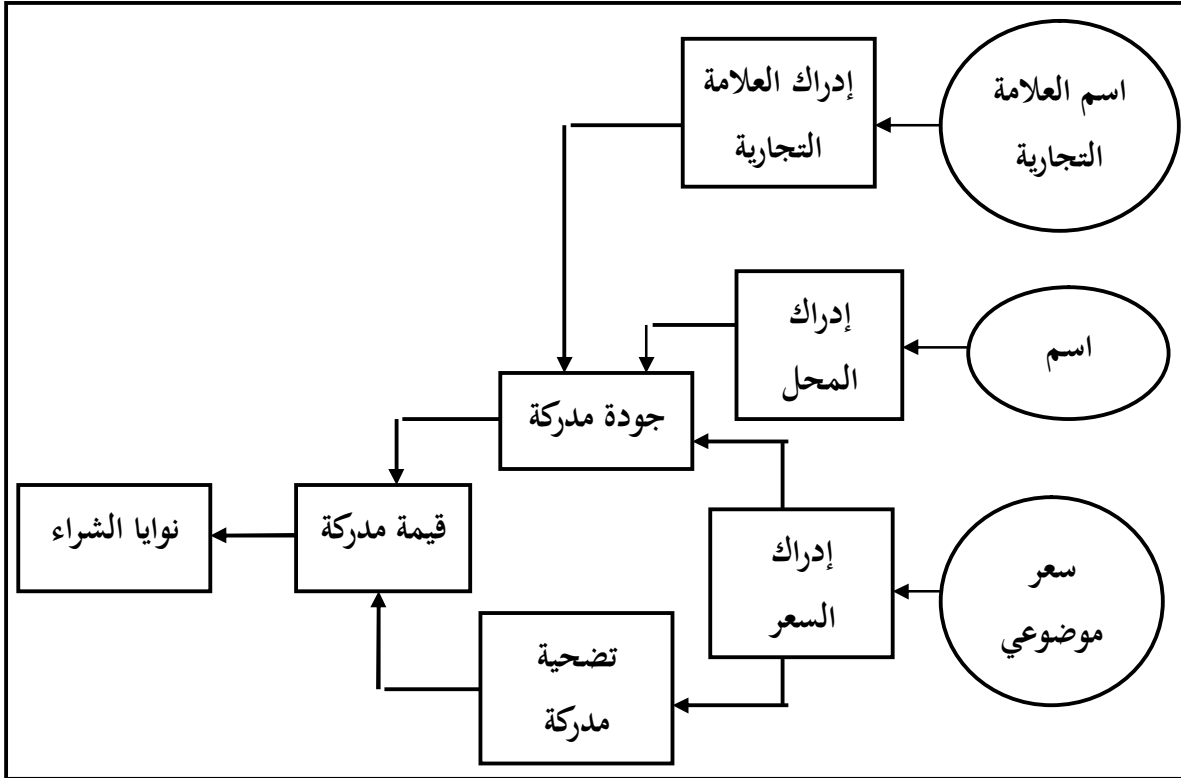 اسم العلامة
التجارية
إدراك العلامة
التجارية
اسم
إدراك
المحل
جودة مدركة
سعر
موضوعي
إدراك
السعر
قيمة مدركة
نوايا الشراء
تضحية
مدركة